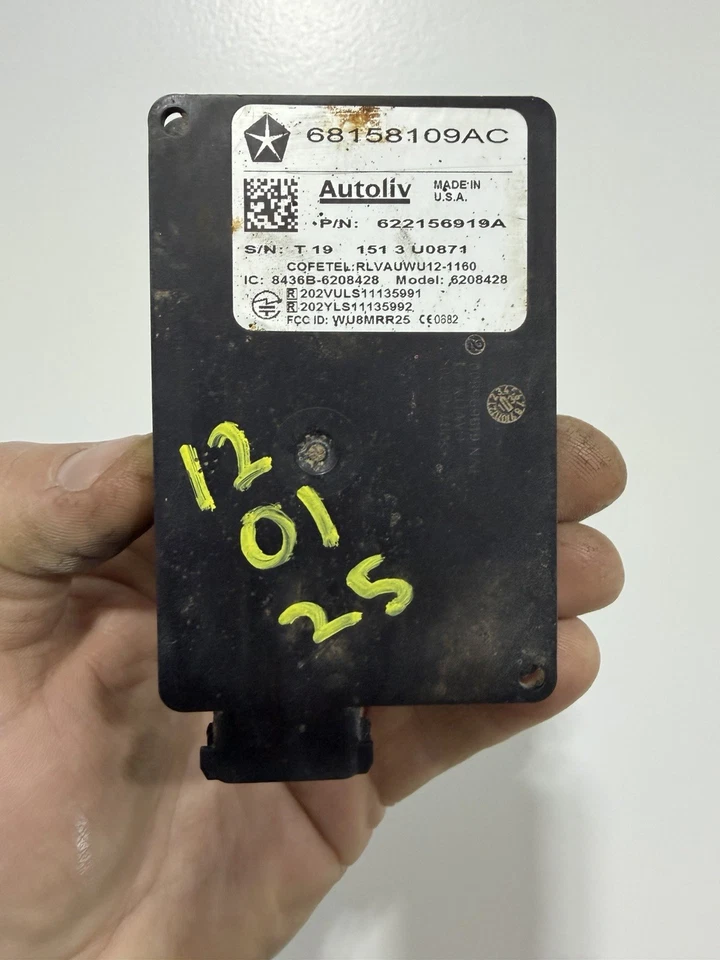 68158109AC
Autoliv MADE IN U.S.A.
P/N: 622156919A
S/N: T 19 151 3 U0871
COFETEL:RLVAUWU12-1160
IC: 8436B-6208428 Model: 6208428
R 202VULS11135991
R 202YLS11135992
FCC ID: WU8MRR25 CE0682
12
01
25